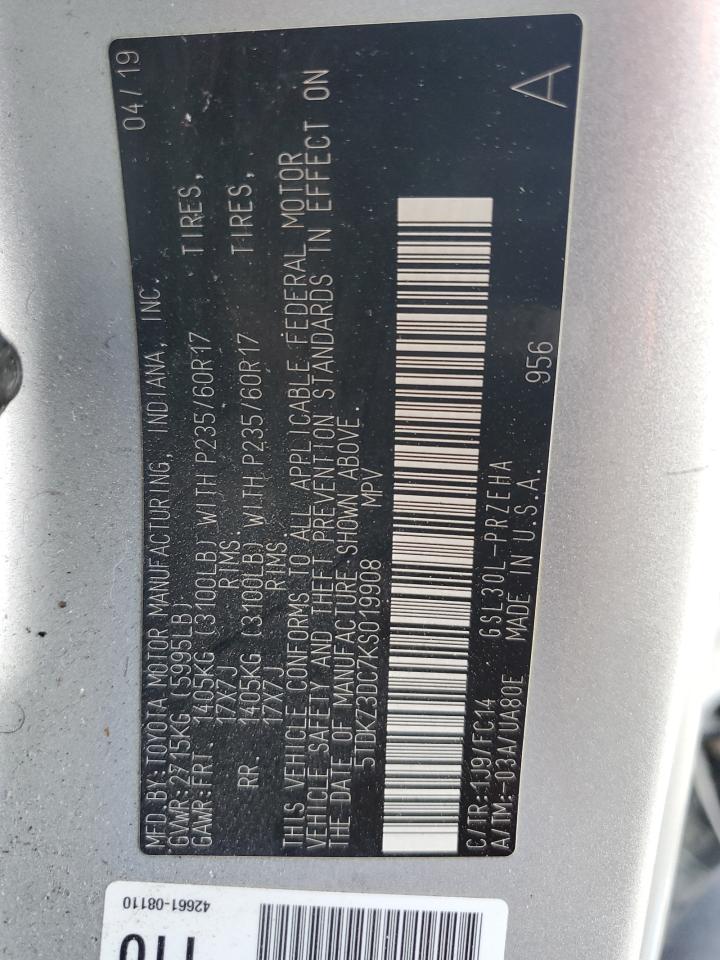 MFD.BY:TOYOTA MOTOR MANUFACTURING, INDIANA, INC. 04/19
GVWR:2715KG (5995LB)
GAWR:FRT. 1405KG (3100LB) WITH P235/60R17 TIRES,
17X7J RIMS
RR. 1405KG (3100LB) WITH P235/60R17 TIRES,
17X7J RIMS
THIS VEHICLE CONFORMS TO ALL APPLICABLE FEDERAL MOTOR
VEHICLE SAFETY AND THEFT PREVENTION STANDARDS IN EFFECT ON
THE DATE OF MANUFACTURE SHOWN ABOVE.
5TDKZ3DC7KS019908 MPV
C/TR:1J9/FC14 GSL30L-PRZEHA
A/TM:-03A/UA80E MADE IN U.S.A.
956
A
42661-08110